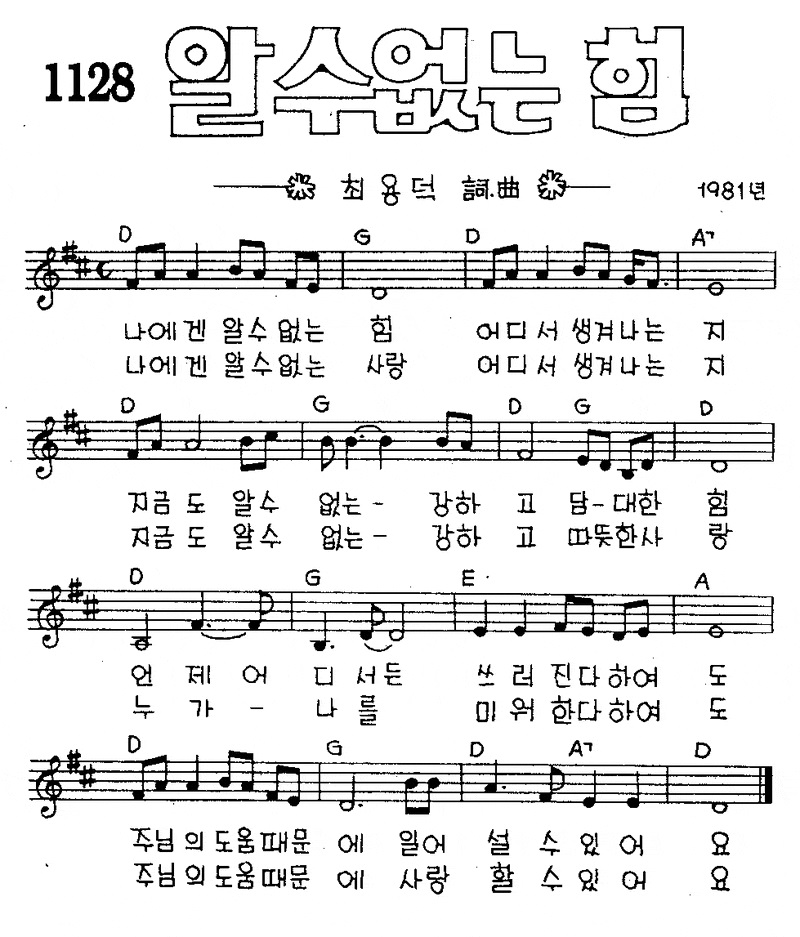 1128 알수없는 힘
최용덕 詞.曲 1981년
D G D A7
나에겐 알수 없는 힘 어디서 생겨나는 지
나에겐 알수없는 사랑 어디서 생겨나는 지
D G D G D
지금도 알수 없는- 강하 고 담-대한 힘
지금도 알수 없는- 강하 고 따뜻한사 랑
D G E A
언 제 어 디 서든 쓰러진다하여 도
누 가 - 나 를 미워한다하여 도
D G D A7 D
주님의도움때문 에 일어 설 수 있 어 요
주님의도움때문 에 사랑 할 수있 어 요